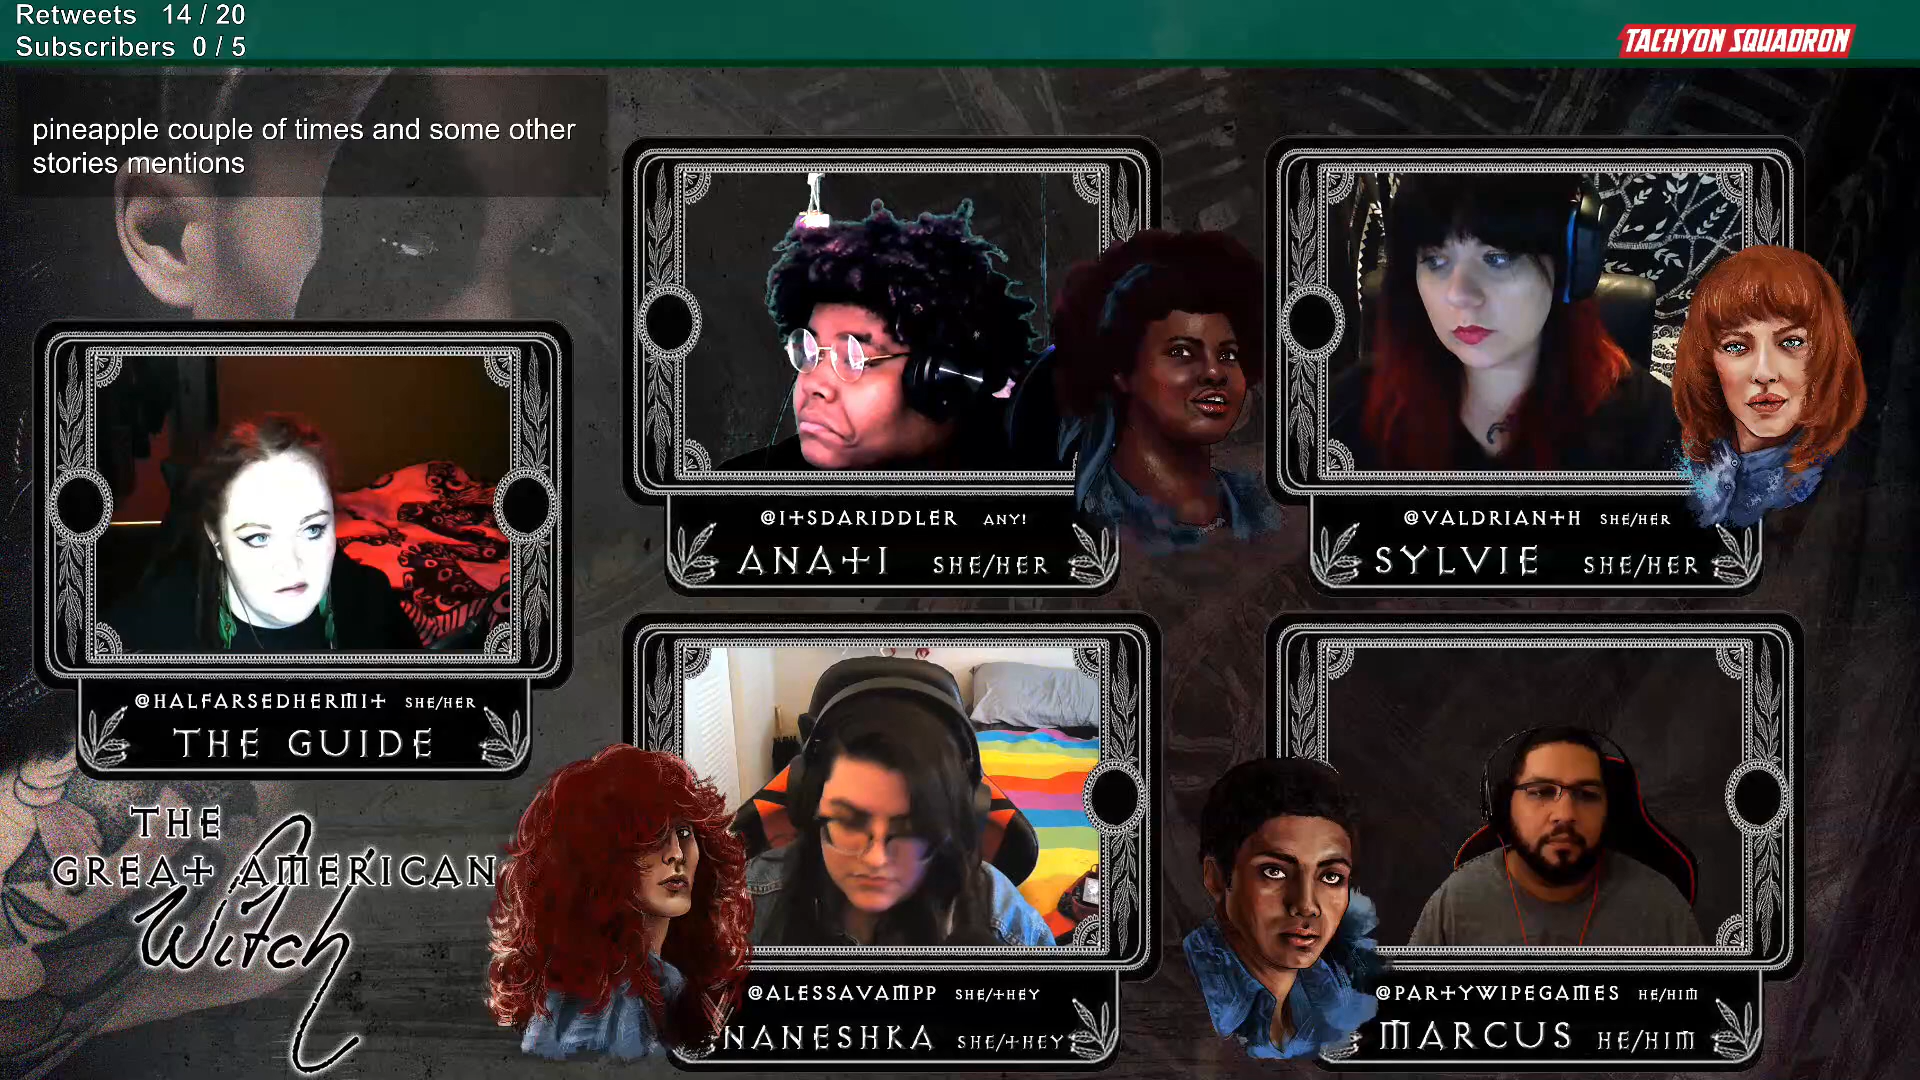 Retweets 14 / 20
Subscribers 0 / 5
TACHYON SQUADRON
pineapple couple of times and some other
stories mentions
@ITSDARIDDLER ANY!
ANATI SHE/HER
@VALDRIANTH SHE/HER
SYLVIE SHE/HER
@HALFARSEDHERMIT SHE/HER
THE GUIDE
THE
GREAT AMERICAN
Witch
@ALESSAVAMPP SHE/THEY
NANESHKA SHE/THEY
@PARTYWIPEGAMES HE/HIM
MARCUS HE/HIM